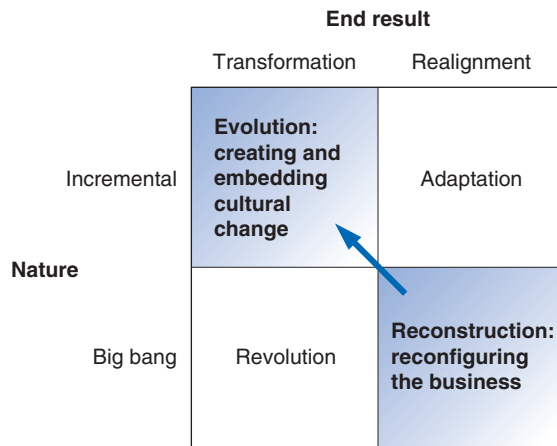 End result
Transformation
Realignment
Evolution:
creating and
embedding
cultural
change
Incremental
Adaptation
Nature
Big bang
Revolution
Reconstruction:
reconfiguring
the business